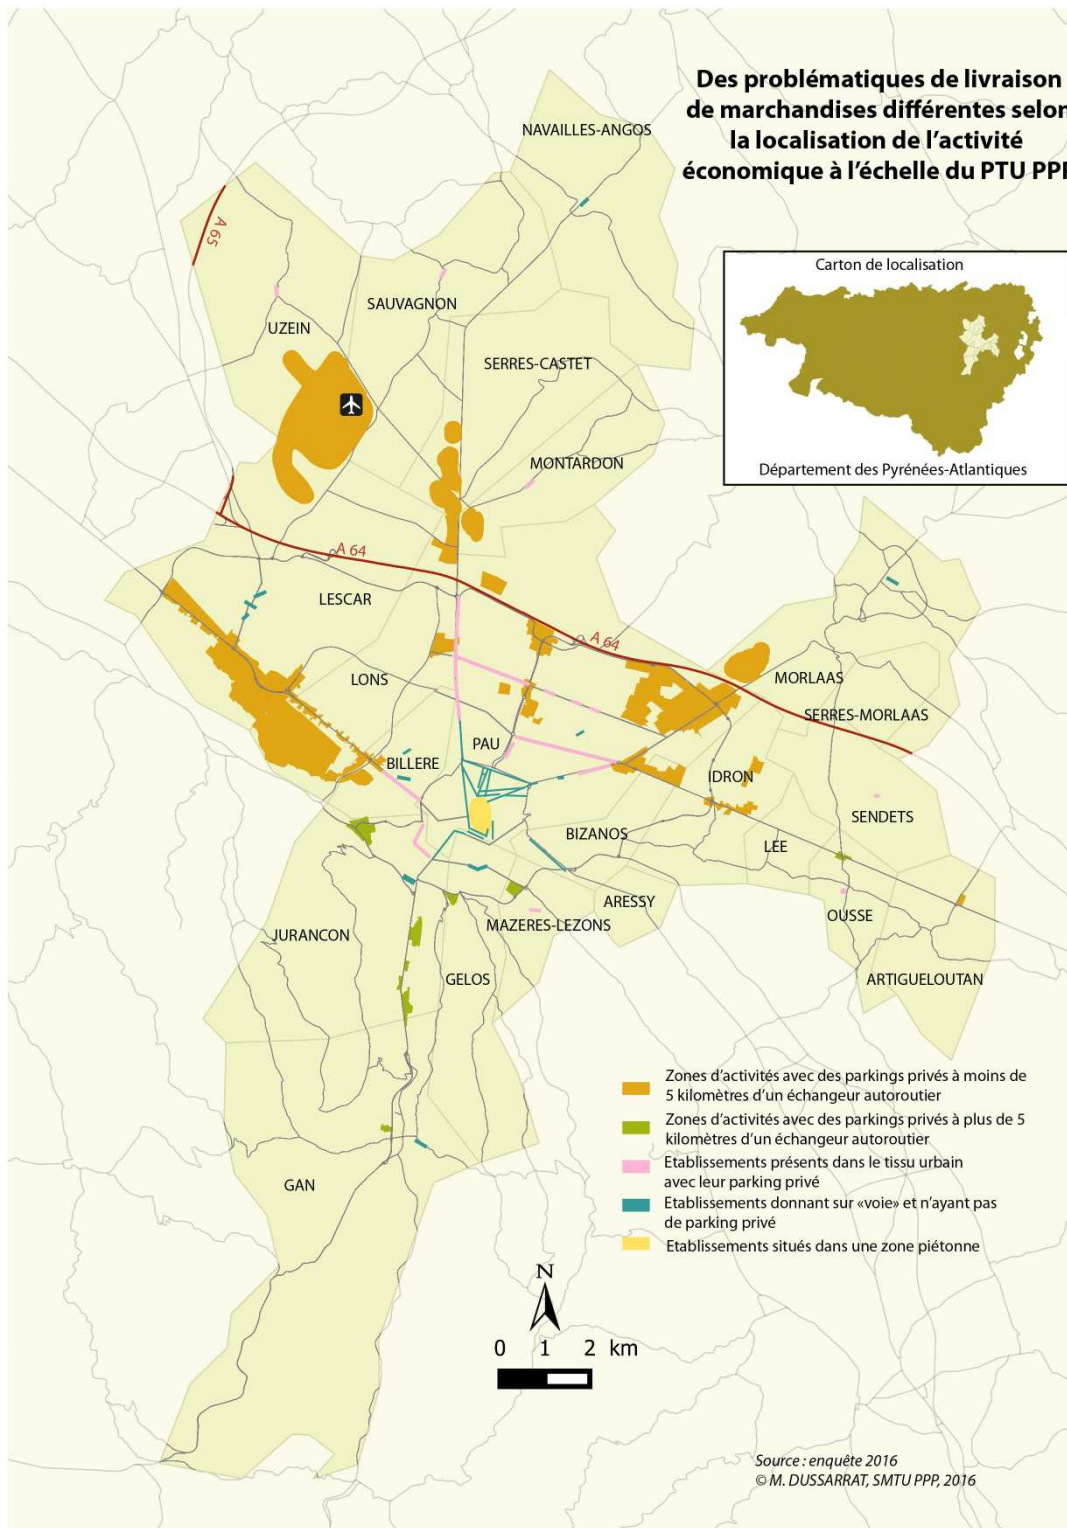 Des problématiques de livraison
de marchandises différentes selon
la localisation de l'activité
économique à l'échelle du PTU PPP
NAVAILLES-ANGOS
A 65
Carton de localisation
Département des Pyrénées-Atlantiques
SAUVAGNON
UZEIN
SERRES-CASTET
MONTARDON
A 64
LESCAR
A 64
LONS
MORLAAS
SERRES-MORLAAS
PAU
BILLERE
IDRON
SENDETS
BIZANOS
LEE
ARESSY
OUSSE
MAZERES-LEZONS
JURANCON
GELOS
ARTIGUELOUTAN
GAN
Zones d'activités avec des parkings privés à moins de
5 kilomètres d'un échangeur autoroutier
Zones d'activités avec des parkings privés à plus de 5
kilomètres d'un échangeur autoroutier
Etablissements présents dans le tissu urbain
avec leur parking privé
Etablissements donnant sur «voie» et n'ayant pas
de parking privé
Etablissements situés dans une zone piétonne
N
0 1 2 km
Source : enquête 2016
© M. DUSSARRAT, SMTU PPP, 2016